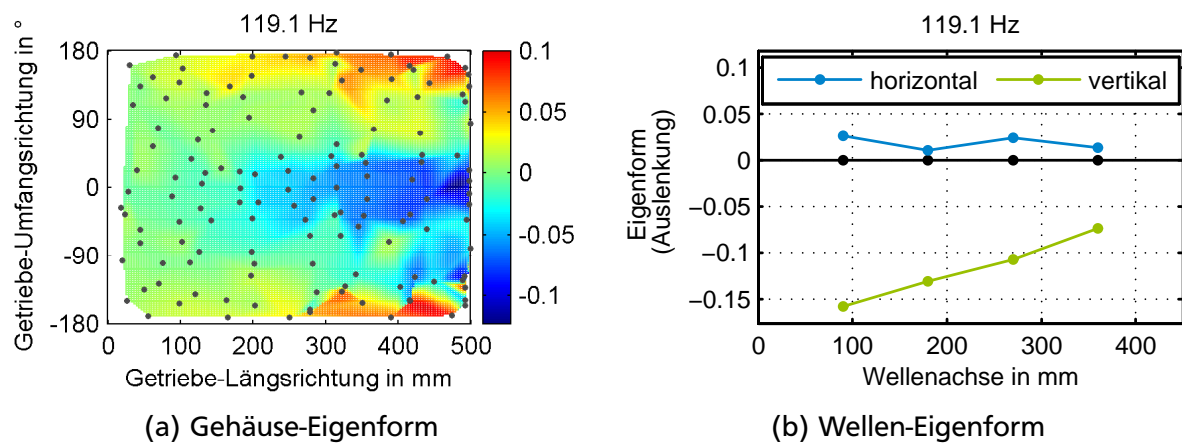 119.1 Hz
Getriebe-Umfangsrichtung in °
180
90
0
-90
-180
0 100 200 300 400 500
Getriebe-Längsrichtung in mm
0.1
0.05
0
-0.05
-0.1
(a) Gehäuse-Eigenform
119.1 Hz
Eigenform
(Auslenkung)
0.1
0.05
0
−0.05
−0.1
−0.15
horizontal vertikal
0 100 200 300 400
Wellenachse in mm
(b) Wellen-Eigenform